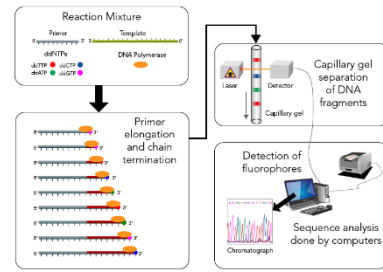 Reaction Mixture
Primer
Template
ddNTPs
ddTTP
ddCTP
ddATP
ddGTP
DNA Polymerase
Primer
elongation and
chain
termination
Laser
Detector
Capillary gel
Capillary gel
separation
of DNA
fragments
Detection of
fluorophores
Chromatograph
Sequence analysis
done by computers